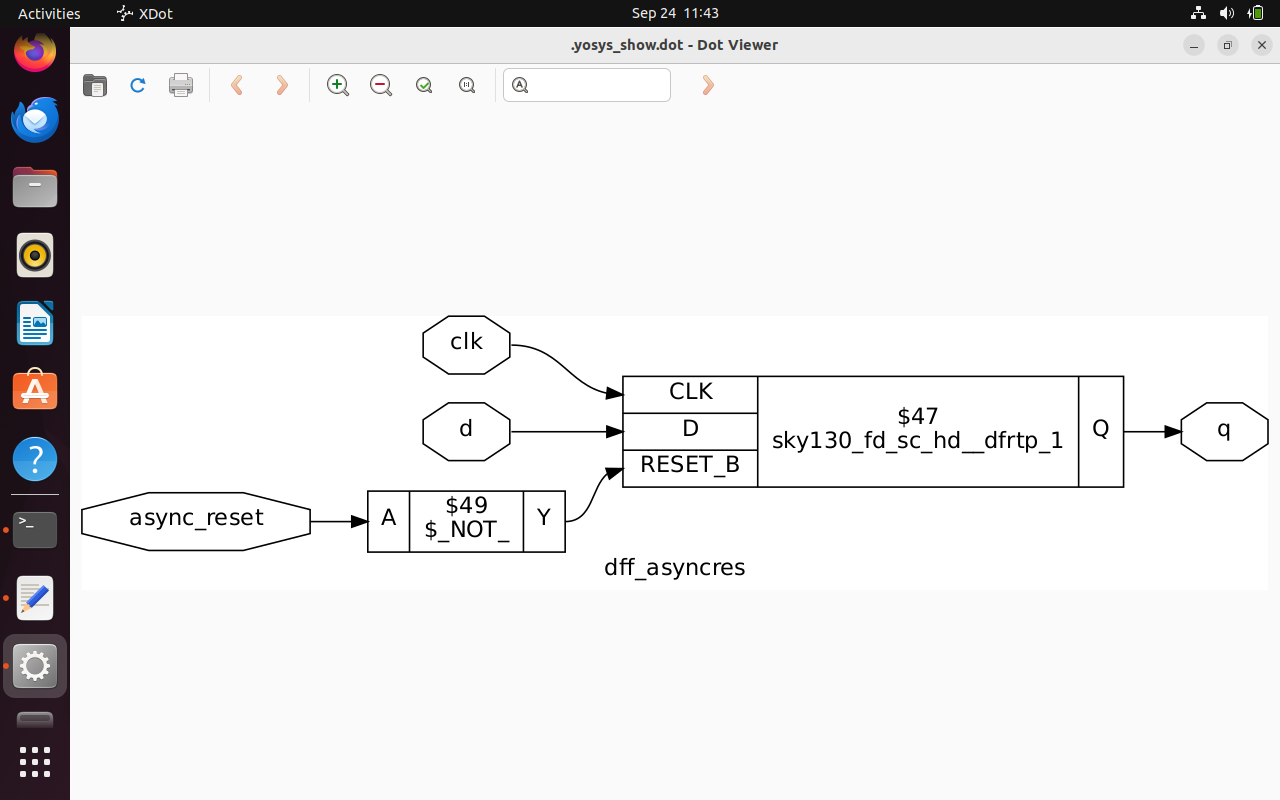 Activities
XDot
Sep 24 11:43
.yosys_show.dot - Dot Viewer
clk
CLK
$47
d
D
sky130_fd_sc_hd__dfrtp_1
Q
q
RESET_B
async_reset
A
$49
$_NOT_
Y
dff_asyncres